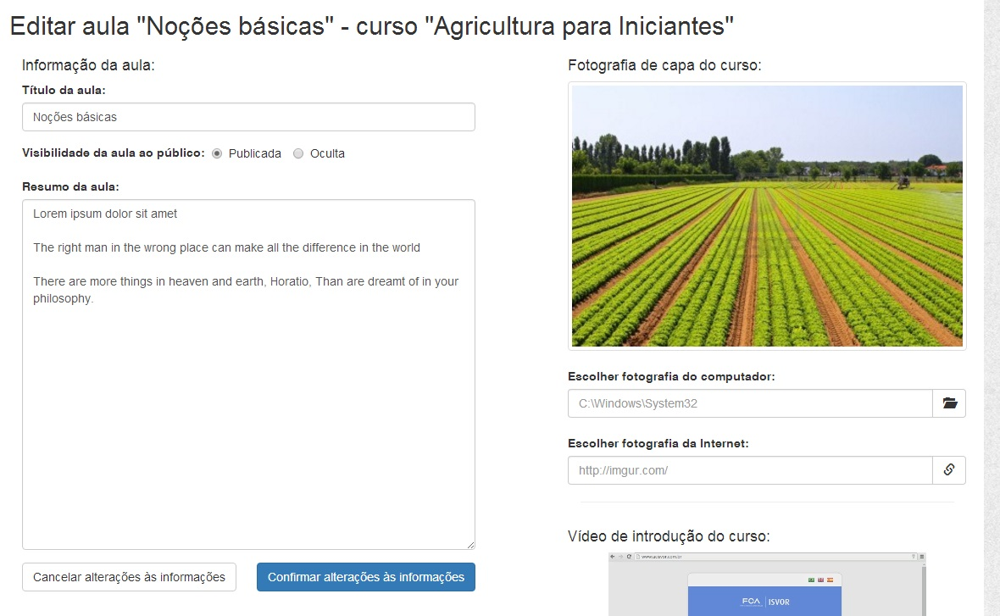 Editar aula "Noções básicas" - curso "Agricultura para Iniciantes"
Informação da aula:
Título da aula:
Noções básicas
Visibilidade da aula ao público: Publicada Oculta
Resumo da aula:
Lorem ipsum dolor sit amet
The right man in the wrong place can make all the difference in the world
There are more things in heaven and earth, Horatio, Than are dreamt of in your
philosophy.
Cancelar alterações às informações
Confirmar alterações às informações
Fotografia de capa do curso:
Escolher fotografia do computador:
C:\Windows\System32
Escolher fotografia da Internet:
http://imgur.com/
Vídeo de introdução do curso:
FCA ISVOR